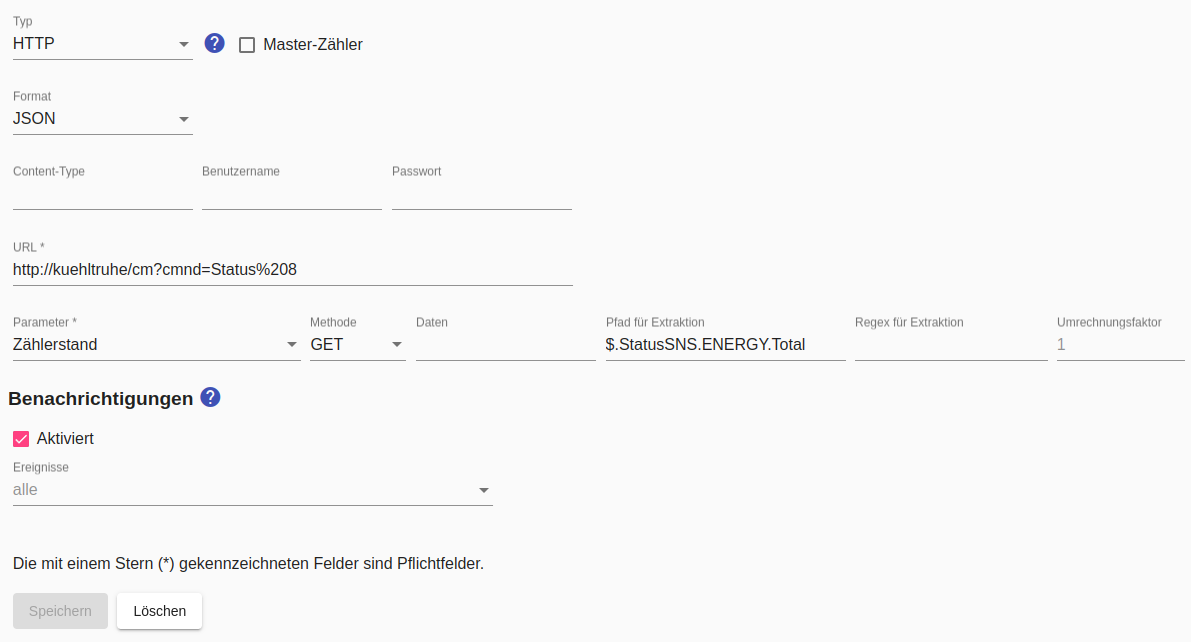 Typ
HTTP ? Master-Zähler
Format
JSON
Content-Type Benutzername Passwort
URL *
http://kuehltruhe/cm?cmnd=Status%208
Parameter * Methode Daten Pfad für Extraktion Regex für Extraktion Umrechnungsfaktor
Zählerstand GET $.StatusSNS.ENERGY.Total 1
Benachrichtigungen ?
Aktiviert
Ereignisse
alle
Die mit einem Stern (*) gekennzeichneten Felder sind Pflichtfelder.
Speichern Löschen